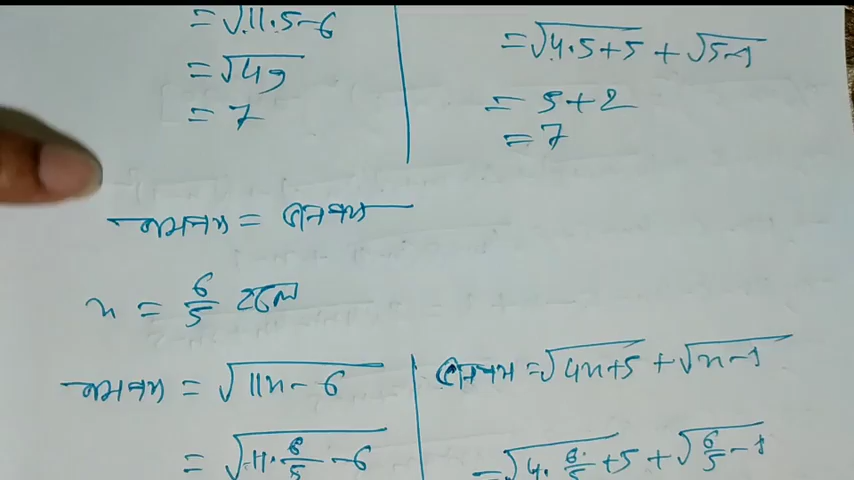 = √11·5-6
= √49
= 7
= √4·5+5 + √5-1
= 5+2
= 7
বামপক্ষ = ডানপক্ষ
x = 6/5 হলে
বামপক্ষ = √11x-6
= √11·6/5-6
ডানপক্ষ = √4x+5 + √x-1
= √4·6/5+5 + √6/5-1